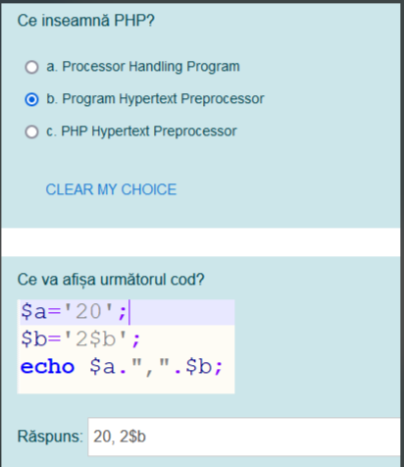 Ce inseamnă PHP?
a. Processor Handling Program
b. Program Hypertext Preprocessor
c. PHP Hypertext Preprocessor
CLEAR MY CHOICE
Ce va afișa următorul cod?
$a='20';
$b='2$b';
echo $a.",".$b;
Răspuns: 20, 2$b